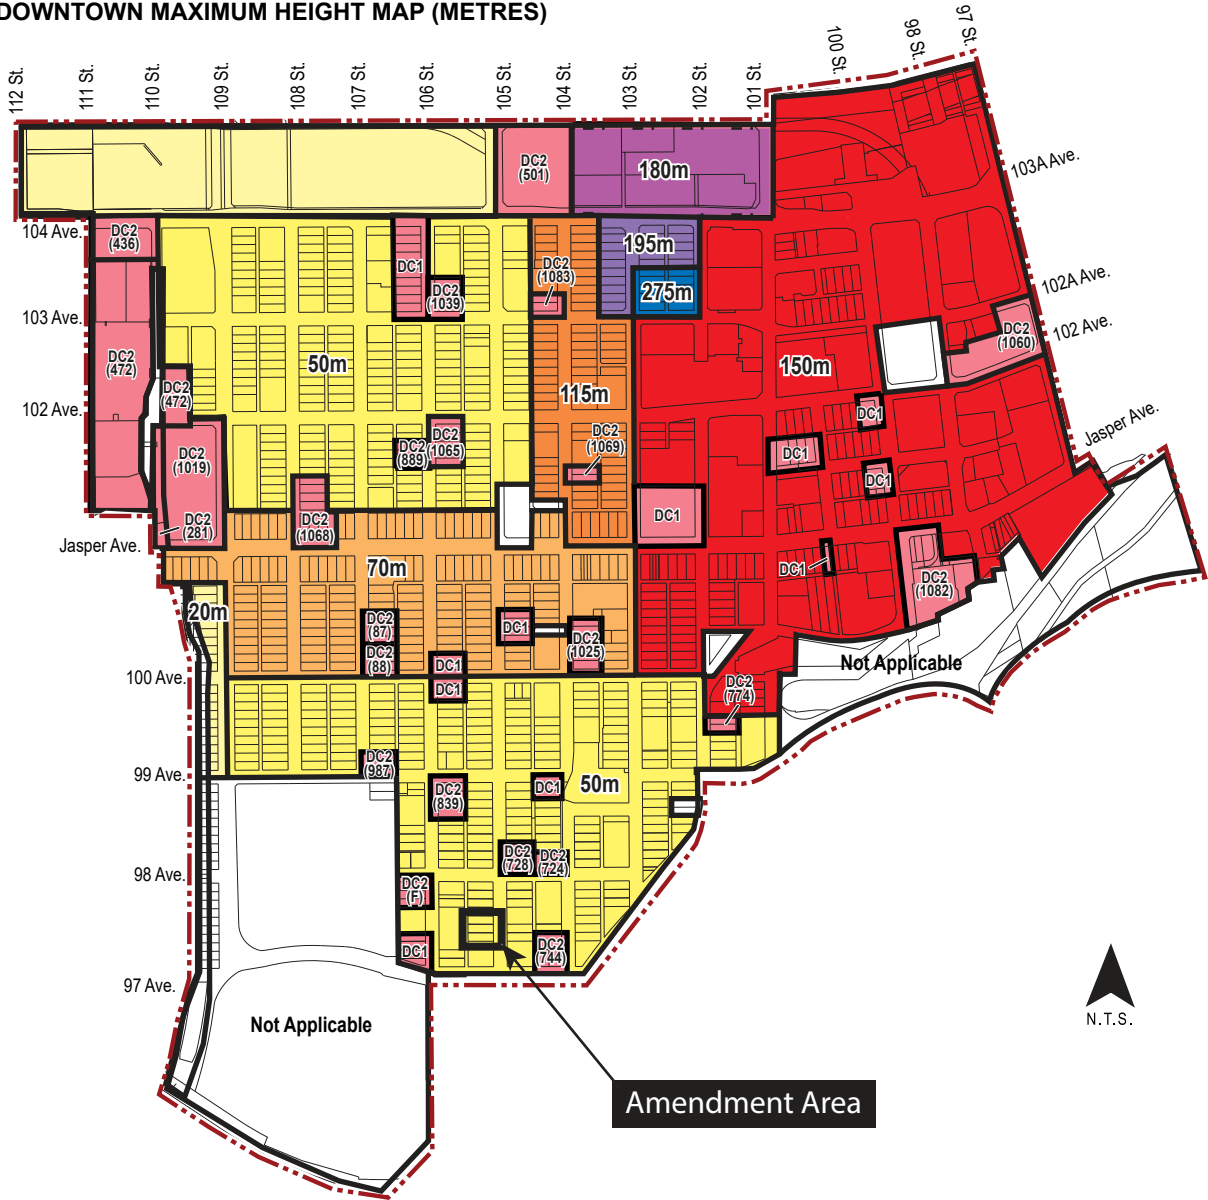 DOWNTOWN MAXIMUM HEIGHT MAP (METRES)
112 St.
111 St.
110 St.
109 St.
108 St.
107 St.
106 St.
105 St.
104 St.
103 St.
102 St.
101 St.
100 St.
98 St.
97 St.
103A Ave.
102A Ave.
102 Ave.
Jasper Ave.
104 Ave.
103 Ave.
102 Ave.
Jasper Ave.
100 Ave.
99 Ave.
98 Ave.
97 Ave.
DC2
(501)
180m
DC2
(436)
DC1
DC2
(1039)
DC2
(1083)
195m
275m
DC2
(1060)
DC2
(472)
DC2
(472)
50m
115m
150m
DC1
DC2
(1019)
DC2
(889)
DC2
(1065)
DC2
(1069)
DC1
DC1
DC2
(281)
DC2
(1068)
DC1
70m
DC1
DC2
(1082)
20m
DC2
(87)
DC2
(88)
DC1
DC2
(1025)
DC1
DC1
Not Applicable
DC2
(774)
DC2
(987)
DC2
(839)
DC1
50m
DC2
(728)
DC2
(724)
DC2
(F)
DC1
DC2
(744)
Not Applicable
Amendment Area
N.T.S.